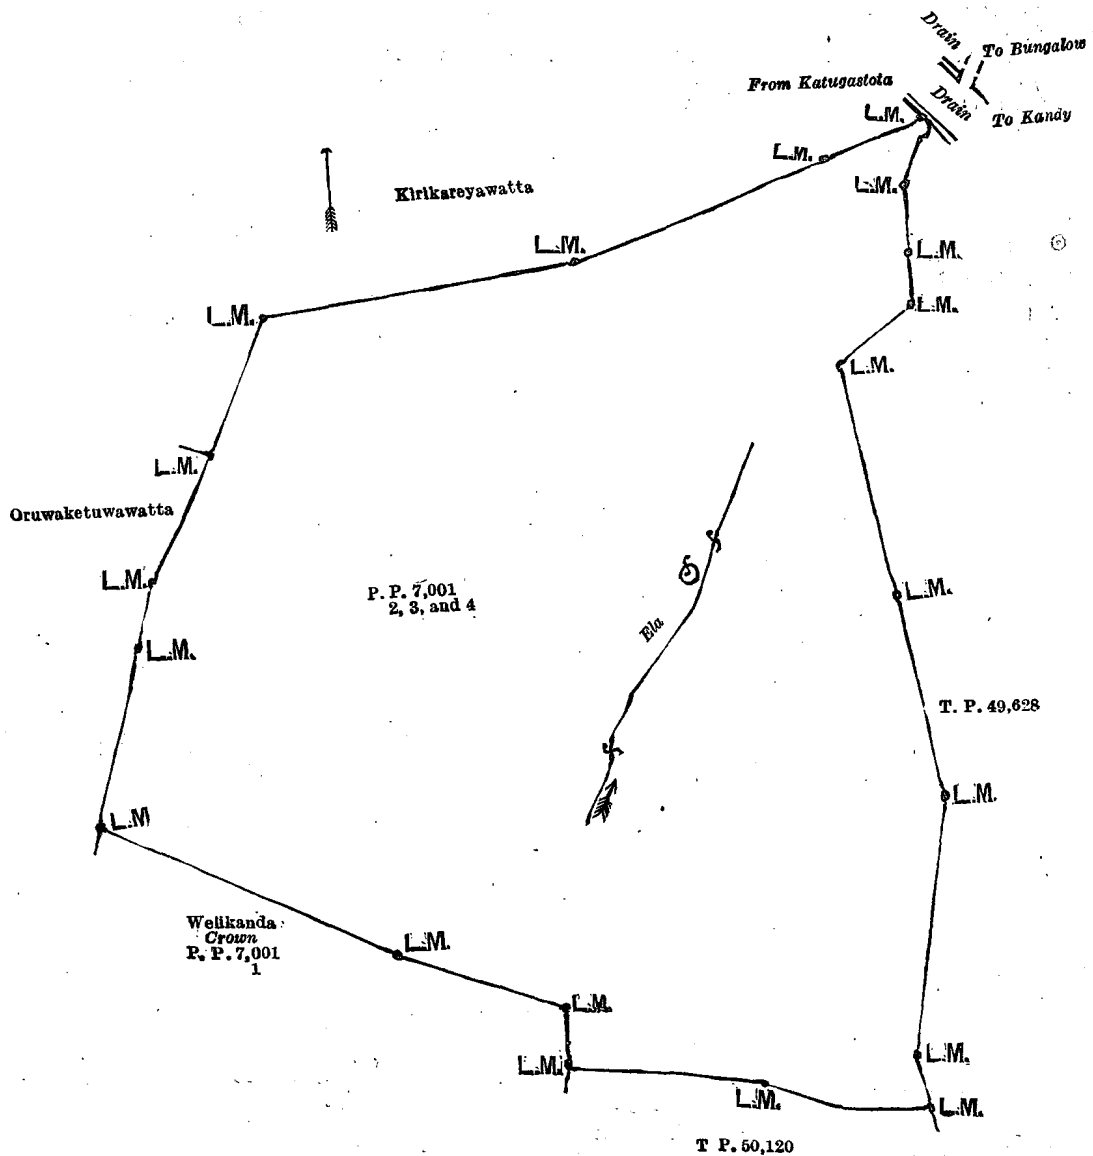 Drain
To Bungalow
From Katugastota
Drain
To Kandy
L.M.
L.M.
L.M.
Kirikareyawatta
L.M.
L.M.
L.M.
L.M.
L.M.
L.M.
Oruwaketuwawatta
L.M.
P. P. 7,001
2, 3, and 4
L.M.
Ela
L.M.
T. P. 49,628
L.M.
L.M
Welikanda
Crown
P. P. 7,001
1
L.M.
L.M.
L.M.
L.M.
L.M.
L.M.
T P. 50,120